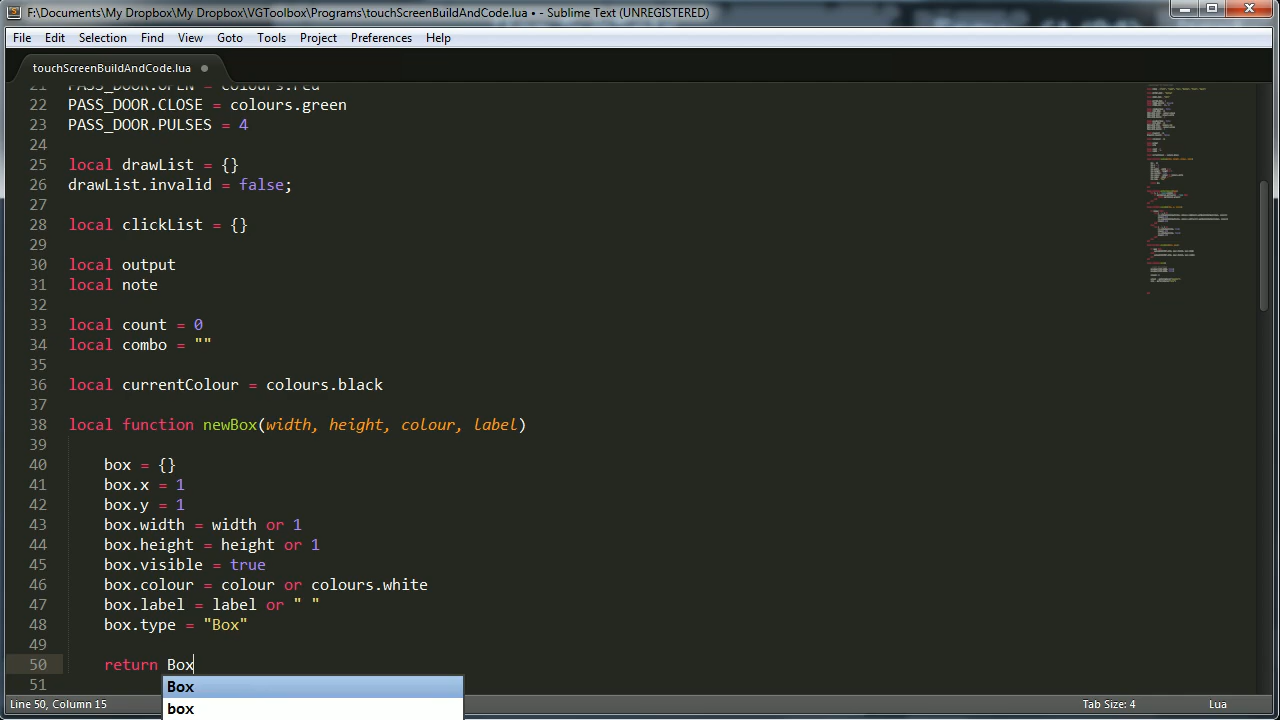 F:\Documents\My Dropbox\My Dropbox\VGToolbox\Programs\touchScreenBuildAndCode.lua • - Sublime Text (UNREGISTERED)
File Edit Selection Find View Goto Tools Project Preferences Help
touchScreenBuildAndCode.lua
21 PASS_DOOR.OPEN = colours.red
22 PASS_DOOR.CLOSE = colours.green
23 PASS_DOOR.PULSES = 4
24
25 local drawList = {}
26 drawList.invalid = false;
27
28 local clickList = {}
29
30 local output
31 local note
32
33 local count = 0
34 local combo = ""
35
36 local currentColour = colours.black
37
38 local function newBox(width, height, colour, label)
39
40 box = {}
41 box.x = 1
42 box.y = 1
43 box.width = width or 1
44 box.height = height or 1
45 box.visible = true
46 box.colour = colour or colours.white
47 box.label = label or " "
48 box.type = "Box"
49
50 return Box
51
Box
box
Line 50, Column 15 Tab Size: 4 Lua